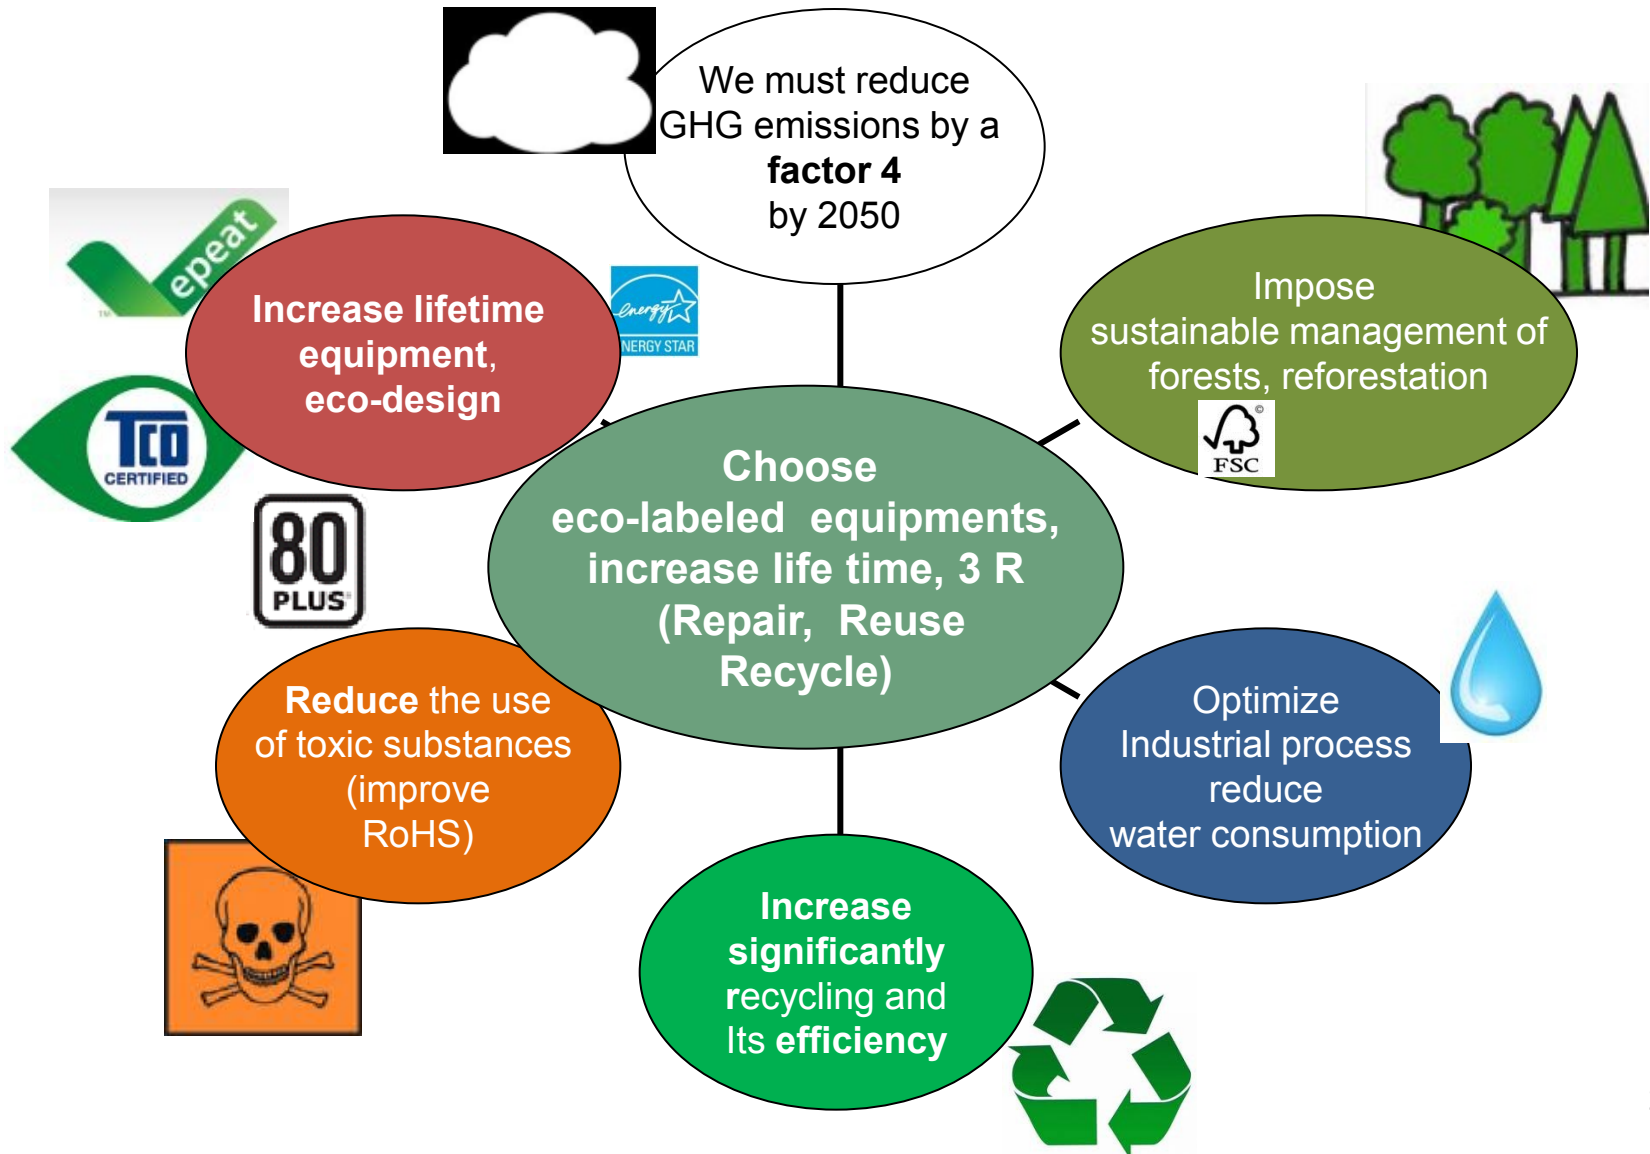 We must reduce
GHG emissions by a
factor 4
by 2050
epeat
TM
Increase lifetime
equipment,
eco-design
energy
ENERGY STAR
Impose
sustainable management of
forests, reforestation
©
FSC
TCO
CERTIFIED
80
PLUS
Choose
eco-labeled equipments,
increase life time, 3 R
(Repair, Reuse
Recycle)
Reduce the use
of toxic substances
(improve
RoHS)
Optimize
Industrial process
reduce
water consumption
Increase
significantly
recycling and
Its efficiency